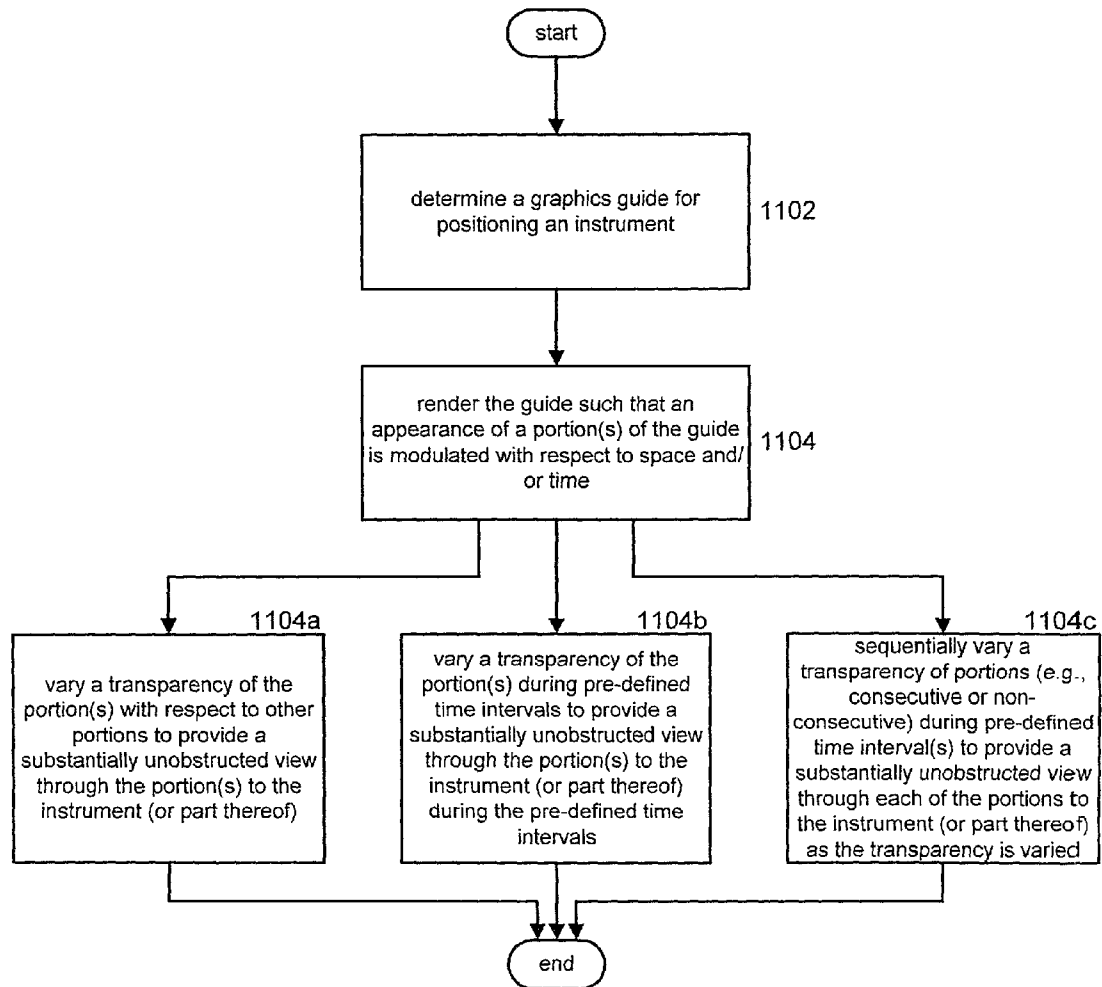 start
determine a graphics guide for
positioning an instrument
1102
render the guide such that an
appearance of a portion(s) of the guide
is modulated with respect to space and/
or time
1104
1104a
vary a transparency of the
portion(s) with respect to other
portions to provide a
substantially unobstructed view
through the portion(s) to the
instrument (or part thereof)
1104b
vary a transparency of the
portion(s) during pre-defined
time intervals to provide a
substantially unobstructed view
through the portion(s) to the
instrument (or part thereof)
during the pre-defined time
intervals
1104c
sequentially vary a
transparency of portions (e.g.,
consecutive or non-
consecutive) during pre-defined
time interval(s) to provide a
substantially unobstructed view
through each of the portions to
the instrument (or part thereof)
as the transparency is varied
end